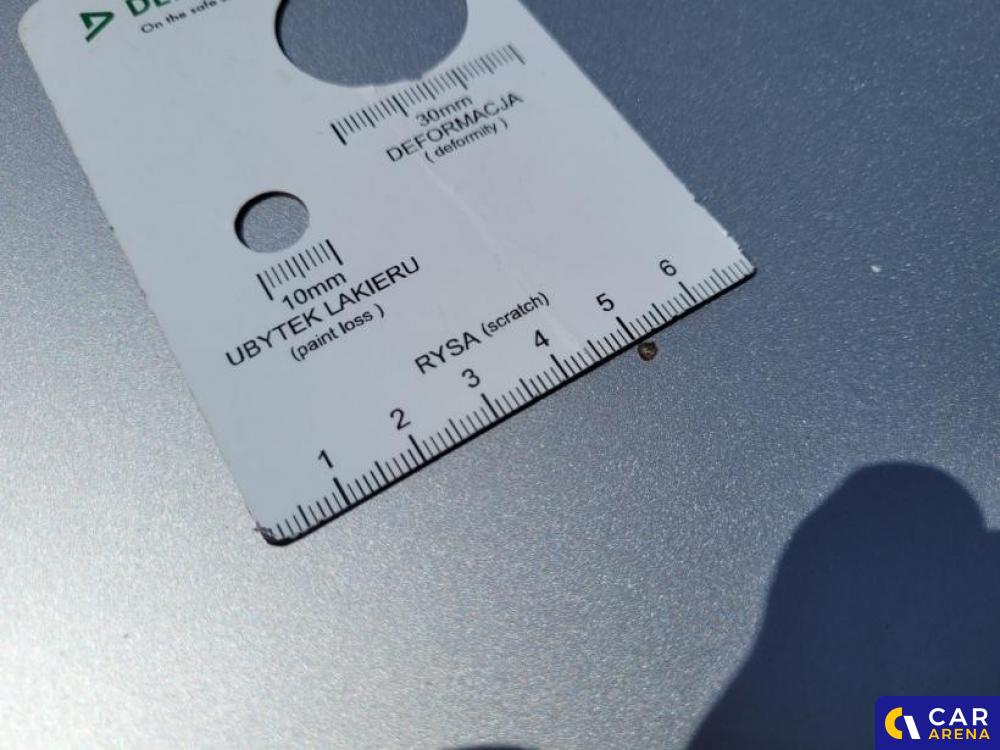 On the safe
30mm
DEFORMACJA
( deformity )
10mm
UBYTEK LAKIERU
(paint loss )
RYSA (scratch)
1 2 3 4 5 6
CAR
ARENA